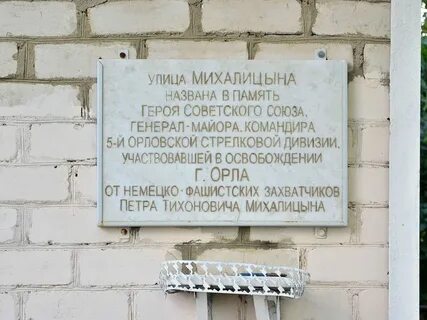 УЛИЦА МИХАЛИЦЫНА
НАЗВАНА В ПАМЯТЬ
ГЕРОЯ СОВЕТСКОГО СОЮЗА,
ГЕНЕРАЛ-МАЙОРА, КОМАНДИРА
5-Й ОРЛОВСКОЙ СТРЕЛКОВОЙ ДИВИЗИИ,
УЧАСТВОВАВШЕЙ В ОСВОБОЖДЕНИИ
Г. ОРЛА
ОТ НЕМЕЦКО-ФАШИСТСКИХ ЗАХВАТЧИКОВ
ПЕТРА ТИХОНОВИЧА МИХАЛИЦЫНА